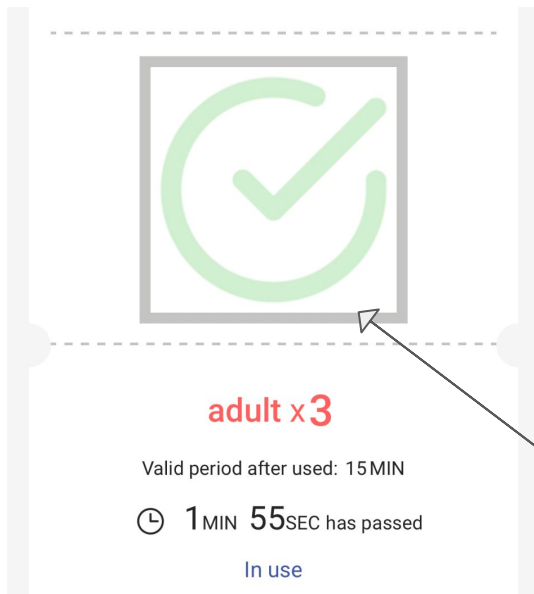 adult x3
Valid period after used: 15MIN
1MIN 55SEC has passed
In use